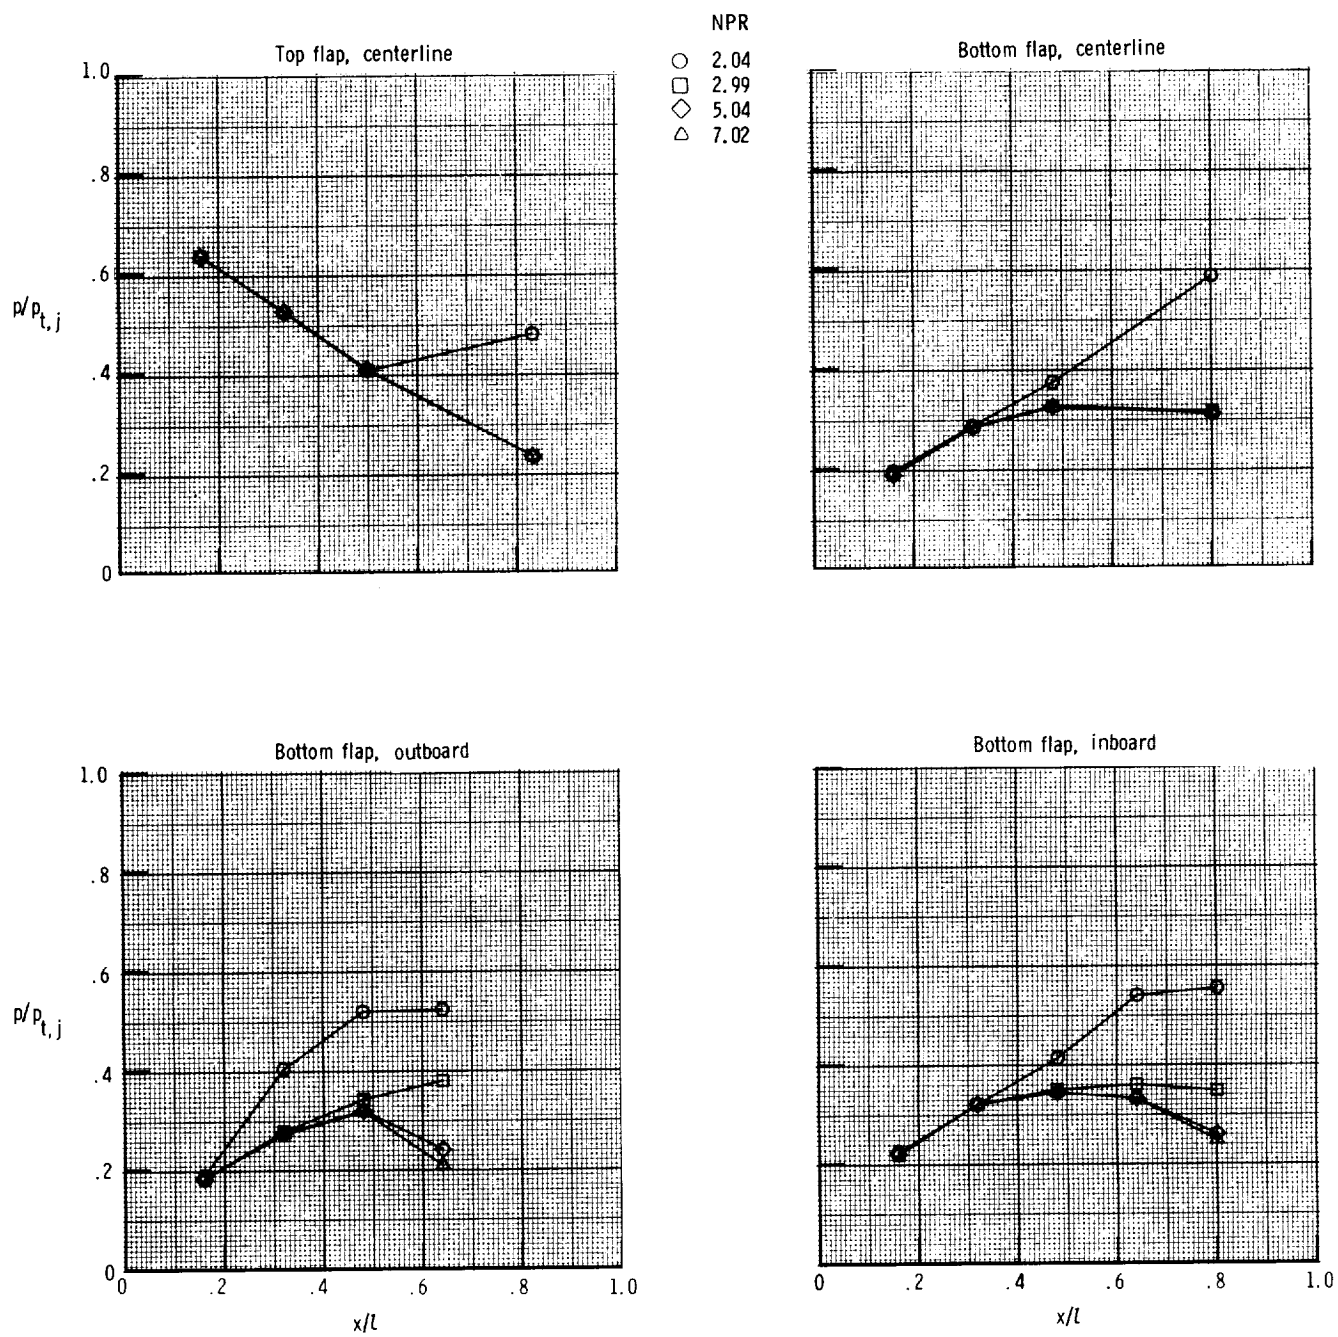 NPR
2.04
2.99
5.04
7.02
Top flap, centerline
1.0
.8
.6
.4
.2
0
p/p t, j
Bottom flap, centerline
Bottom flap, outboard
1.0
.8
.6
.4
.2
0
p/p t, j
0 .2 .4 .6 .8 1.0
x/l
Bottom flap, inboard
0 .2 .4 .6 .8 1.0
x/l